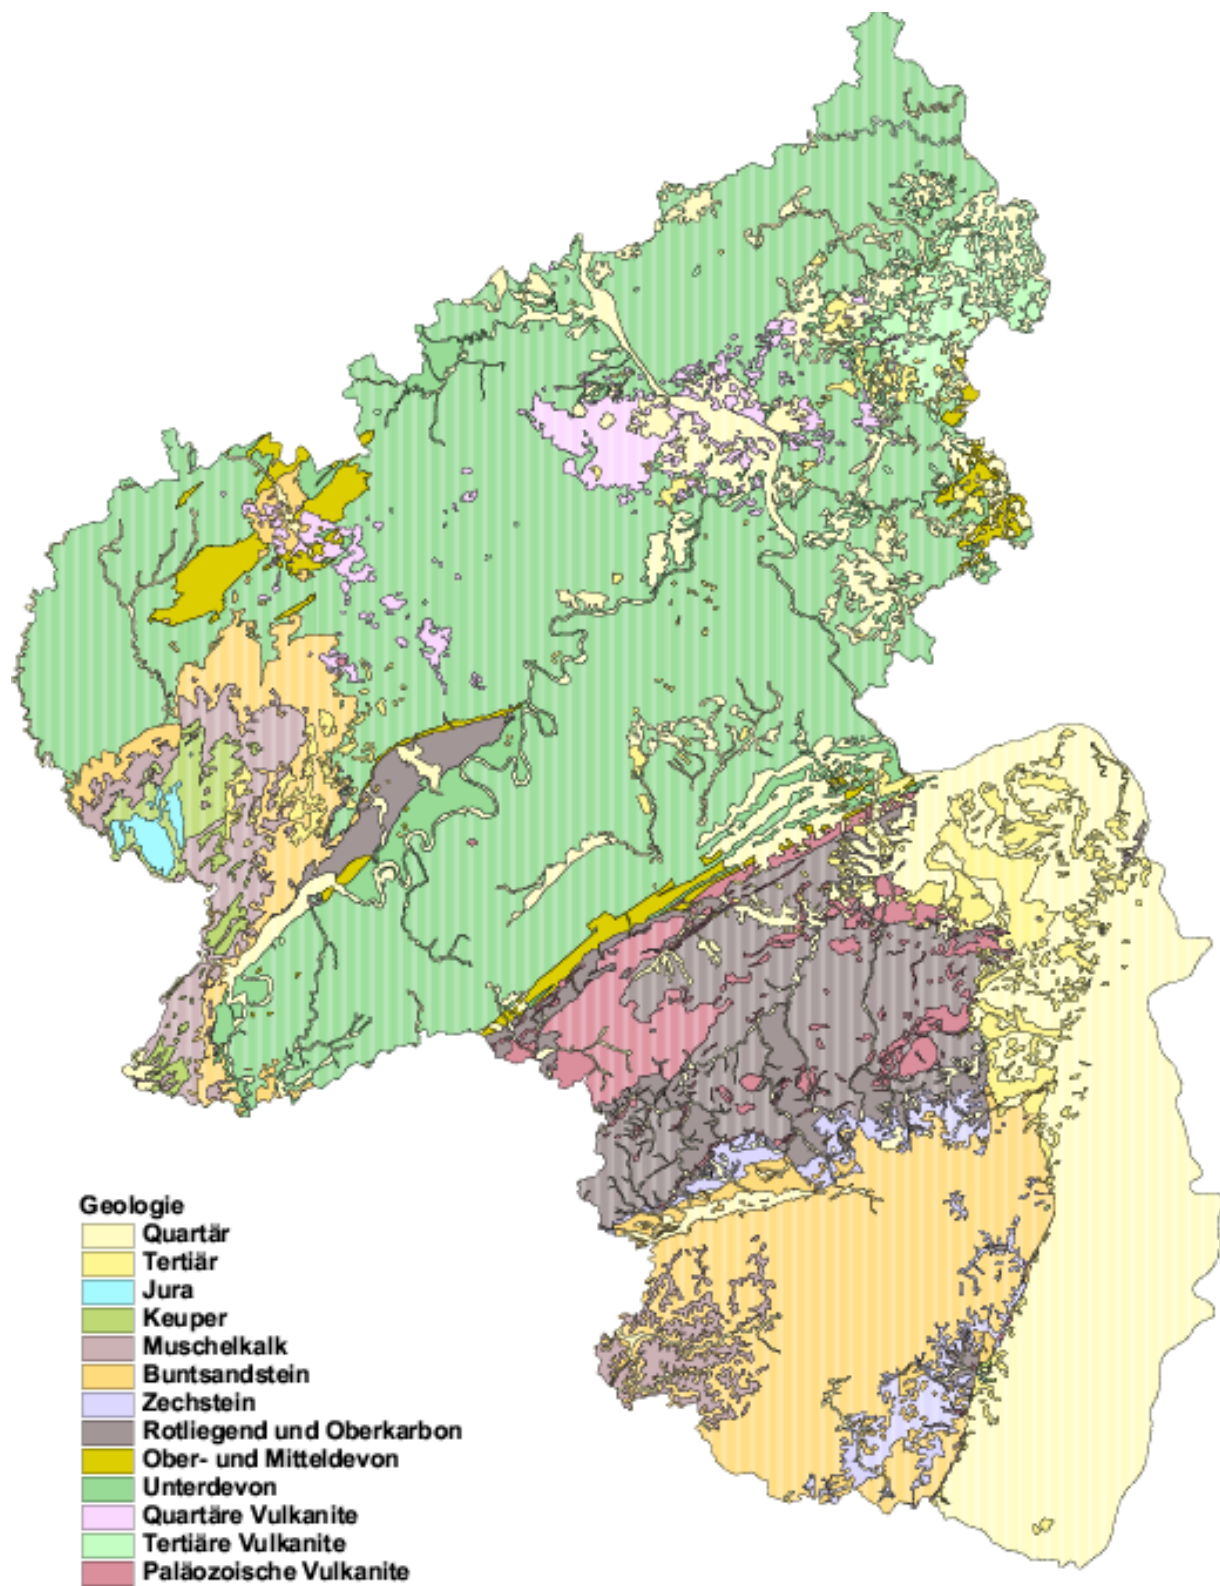 Geologie
Quartär
Tertiär
Jura
Keuper
Muschelkalk
Buntsandstein
Zechstein
Rotliegend und Oberkarbon
Ober- und Mitteldevon
Unterdevon
Quartäre Vulkanite
Tertiäre Vulkanite
Paläozoische Vulkanite